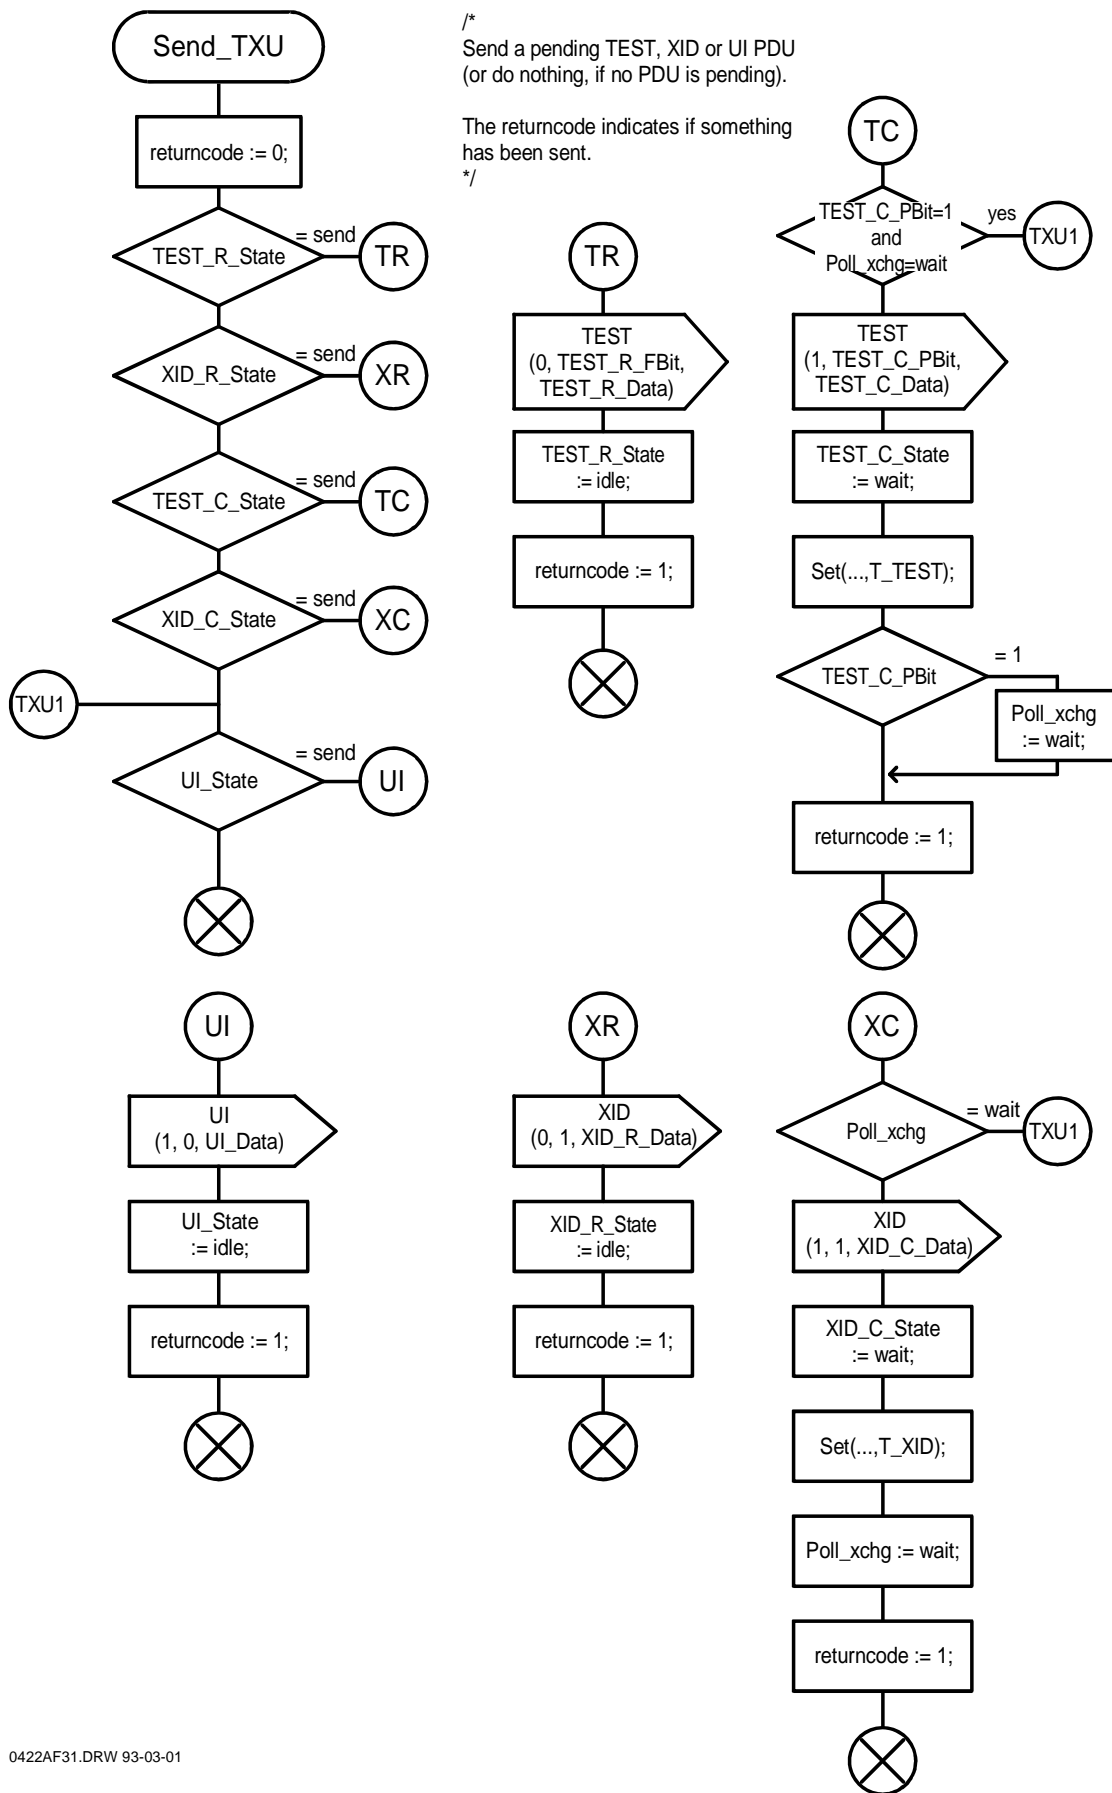 Send_TXU
returncode := 0;
TEST_R_State
= send
TR
XID_R_State
= send
XR
TEST_C_State
= send
TC
XID_C_State
= send
XC
TXU1
UI_State
= send
UI
/*
Send a pending TEST, XID or UI PDU
(or do nothing, if no PDU is pending).
The returncode indicates if something
has been sent.
*/
TR
TEST
(0, TEST_R_FBit,
TEST_R_Data)
TEST_R_State
:= idle;
returncode := 1;
TC
TEST_C_PBit=1
and
Poll_xchg=wait
yes
TXU1
TEST
(1, TEST_C_PBit,
TEST_C_Data)
TEST_C_State
:= wait;
Set(...,T_TEST);
TEST_C_PBit
= 1
Poll_xchg
:= wait;
returncode := 1;
UI
UI
(1, 0, UI_Data)
UI_State
:= idle;
returncode := 1;
XR
XID
(0, 1, XID_R_Data)
XID_R_State
:= idle;
returncode := 1;
XC
Poll_xchg
= wait
TXU1
XID
(1, 1, XID_C_Data)
XID_C_State
:= wait;
Set(...,T_XID);
Poll_xchg := wait;
returncode := 1;
0422AF31.DRW 93-03-01